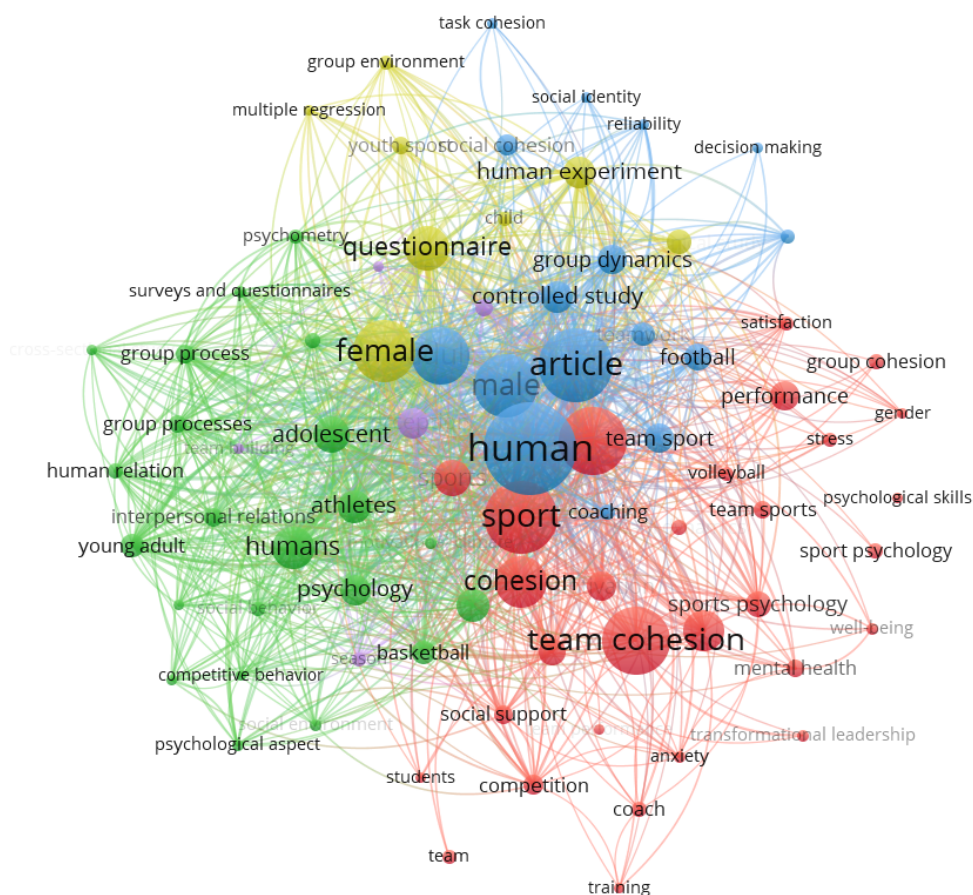 task cohesion
group environment
social identity
multiple regression
reliability
youth sport
social cohesion
decision making
human experiment
child
psychometry
questionnaire
group dynamics
surveys and questionnaires
controlled study
satisfaction
teamwork
cross-sec
group process
female
article
football
group cohesion
male
performance
group processes
gender
adolescent
human
team sport
stress
team building
human relation
sports
volleyball
psychological skills
athletes
sport
coaching
team sports
interpersonal relations
young adult
humans
sport psychology
psychology
cohesion
social behavior
sports psychology
well-being
team cohesion
basketball
season
competitive behavior
mental health
social support
social environment
psychological aspect
transformational leadership
anxiety
students
competition
coach
team
training